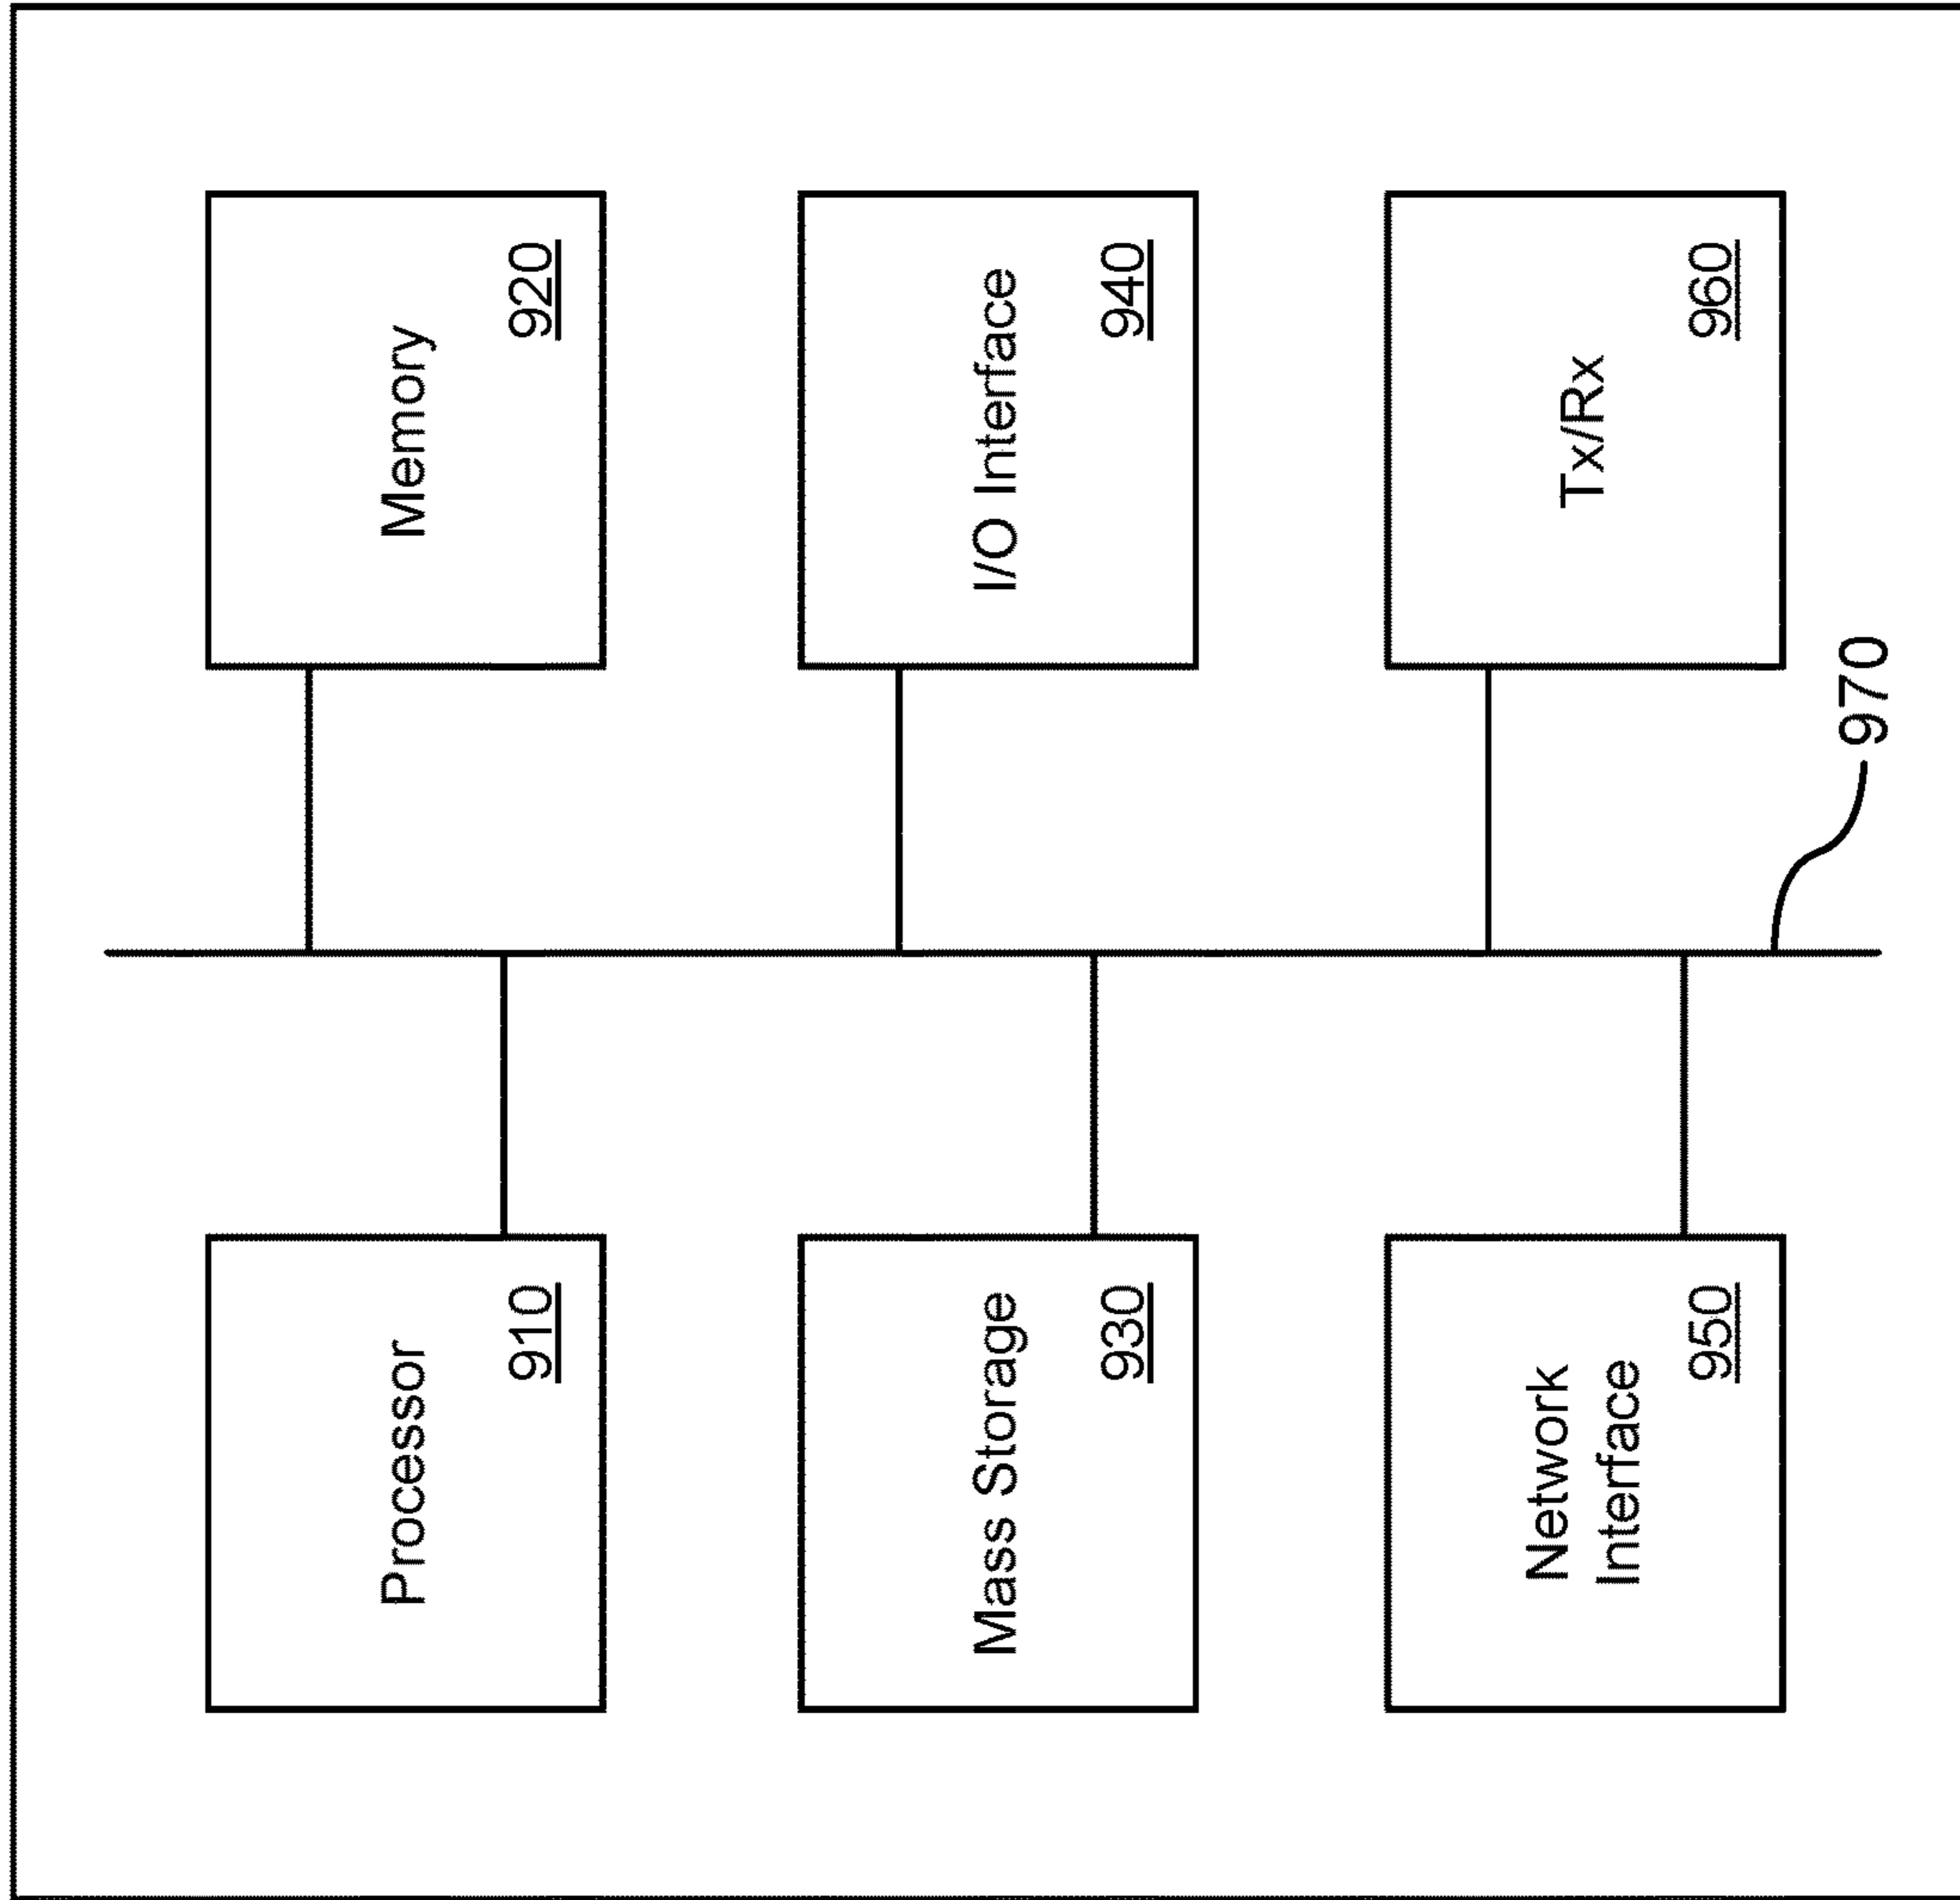 Processor
910
Memory
920
Mass Storage
930
I/O Interface
940
Network
Interface
950
Tx/Rx
960
970